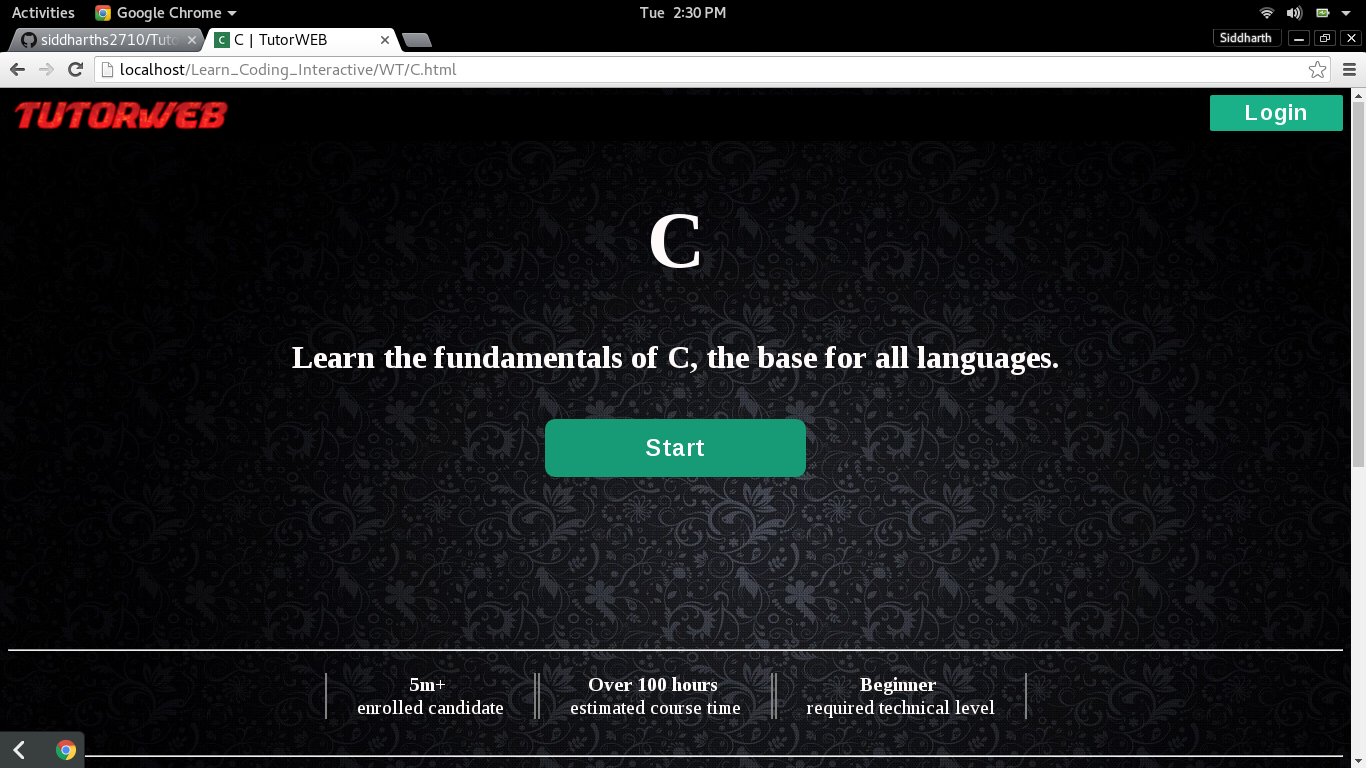 Activities Google Chrome Tue 2:30 PM
siddharths2710/Tuto C | TutorWEB Siddharth
localhost/Learn_Coding_Interactive/WT/C.html
TUTORWEB Login
C
Learn the fundamentals of C, the base for all languages.
Start
5m+ Over 100 hours Beginner
enrolled candidate estimated course time required technical level